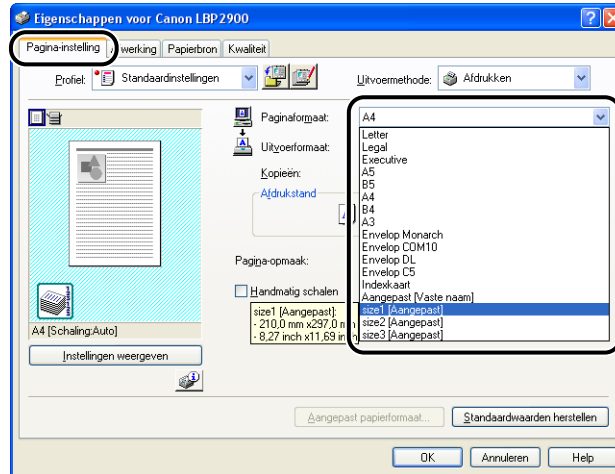 Eigenschappen voor Canon LBP2900
Pagina-instelling
werking
Papierbron
Kwaliteit
Profiel:
Standaardinstellingen
Uitvoermethode:
Afdrukken
Paginaformaat:
A4
Uitvoerformaat:
Kopieën:
Afdrukstand
Pagina-opmaak:
Handmatig schalen
Letter
Legal
Executive
A5
B5
A4
B4
A3
Envelop Monarch
Envelop COM10
Envelop DL
Envelop C5
Indexkaart
Aangepast [Vaste naam]
size1 [Aangepast]
size2 [Aangepast]
size3 [Aangepast]
size1 [Aangepast]:
- 210,0 mm x297,0 m
- 8,27 inch x11,69 in
A4 [Schaling:Auto]
Instellingen weergeven
Aangepast papierformaat...
Standaardwaarden herstellen
OK
Annuleren
Help